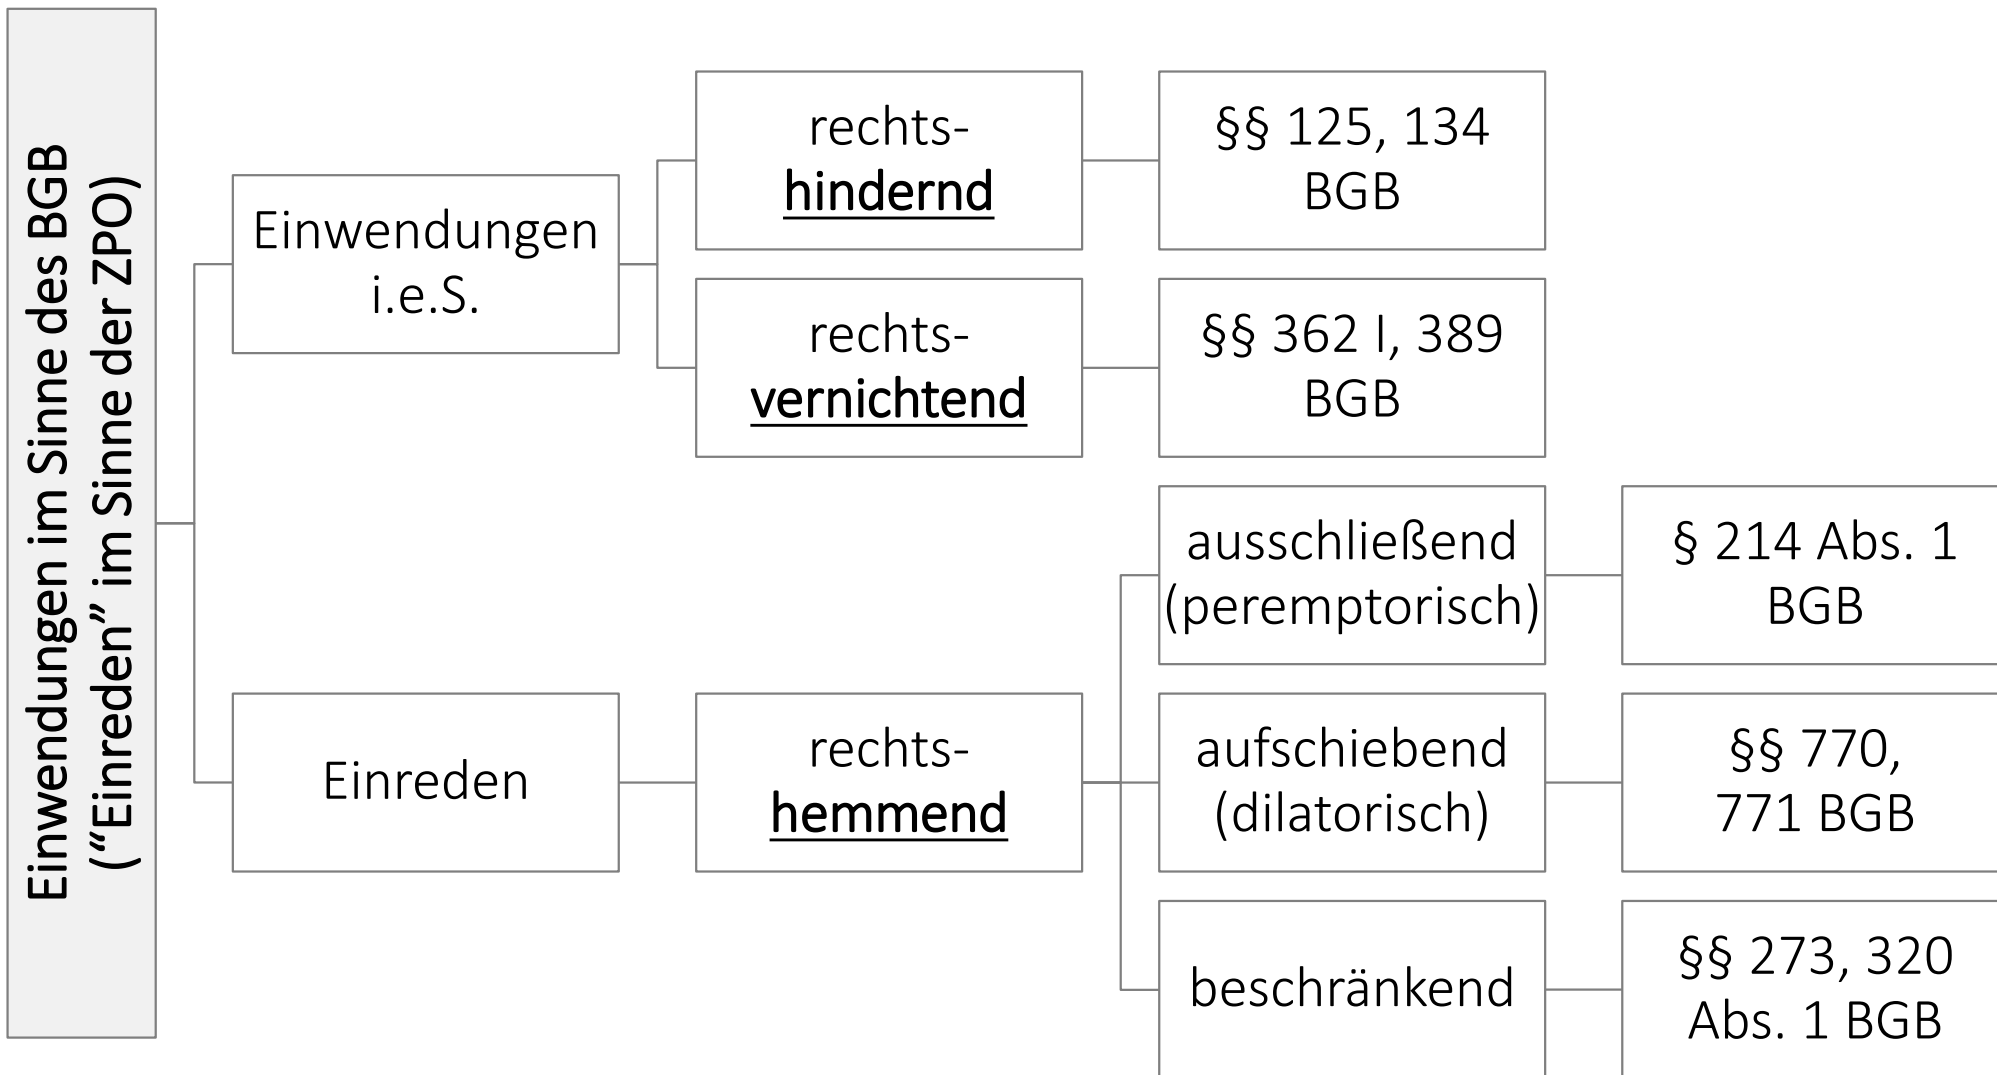 Einwendungen im Sinne des BGB
(“Einreden” im Sinne der ZPO)
Einwendungen
i.e.S.
rechts-
hindernd
§§ 125, 134
BGB
rechts-
vernichtend
§§ 362 I, 389
BGB
Einreden
rechts-
hemmend
ausschließend
(peremptorisch)
§ 214 Abs. 1
BGB
aufschiebend
(dilatorisch)
§§ 770,
771 BGB
beschränkend
§§ 273, 320
Abs. 1 BGB